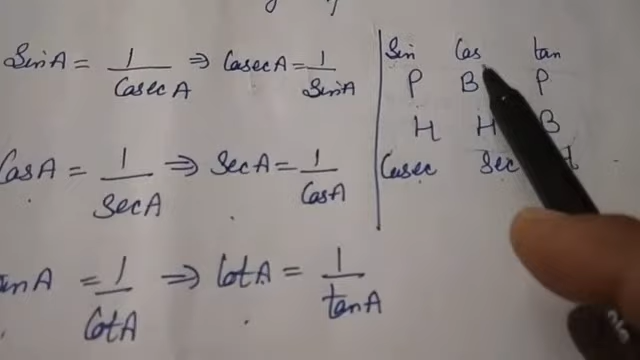 SinA = 1/CosecA ⇒ CosecA = 1/SinA
CosA = 1/SecA ⇒ SecA = 1/CosA
= 1/CotA ⇒ CotA = 1/tanA
Sin Cos tan
P B P
H H B
Cosec Sec